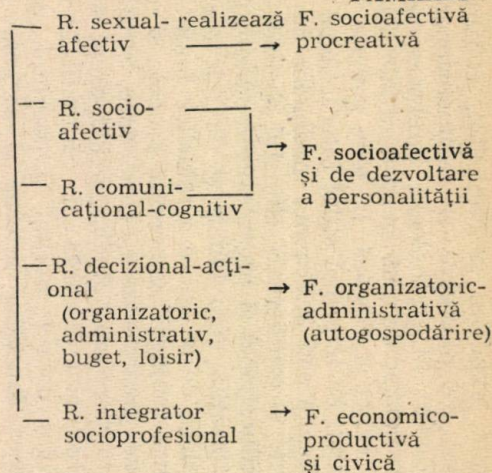 R. sexual- realizează F. socioafectivă
afectiv → procreativă
R. socio-
afectiv
→ F. socioafectivă
și de dezvoltare
a personalității
R. comuni-
cațional-cognitiv
R. decizional-acți-
onal
(organizatoric,
administrativ,
buget, loisir)
→ F. organizatoric-
administrativă
(autogospodărire)
R. integrator
socioprofesional
→ F. economico-
productivă
și civică